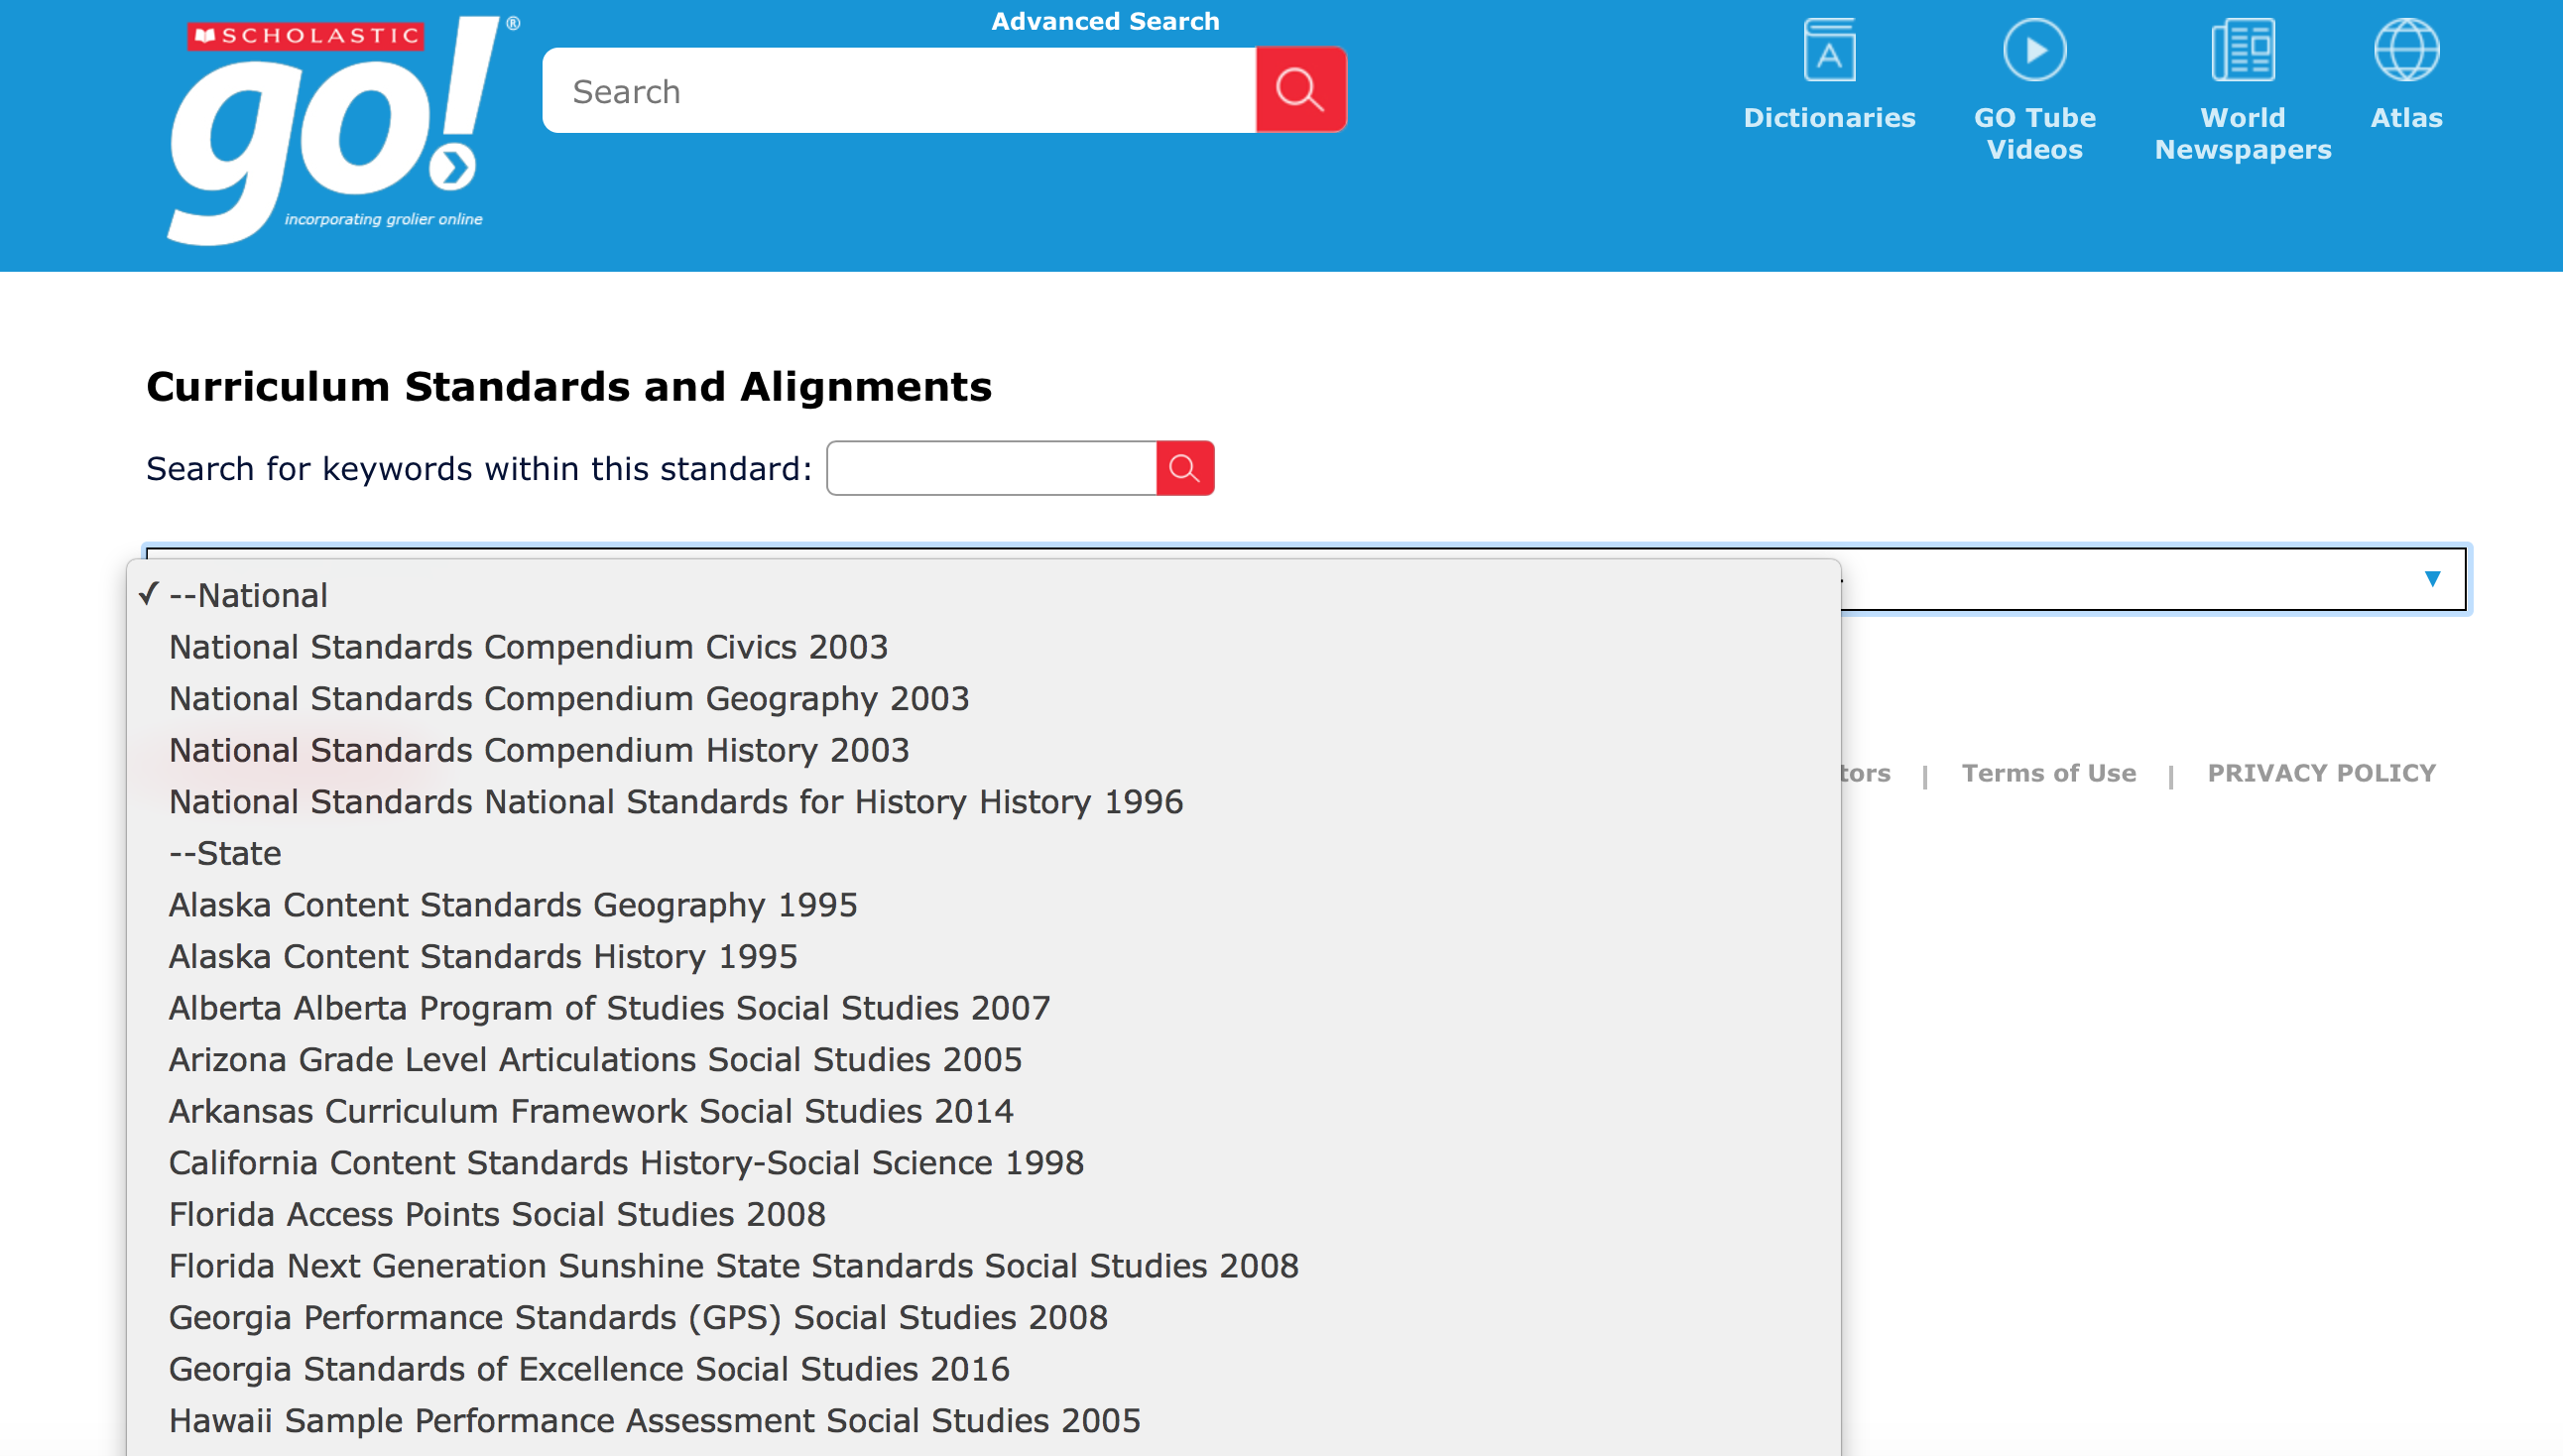 SCHOLASTIC
go!®
incorporating grolier online
Advanced Search
Search
Dictionaries
GO Tube
Videos
World
Newspapers
Atlas
Curriculum Standards and Alignments
Search for keywords within this standard:
✓ --National
National Standards Compendium Civics 2003
National Standards Compendium Geography 2003
National Standards Compendium History 2003
National Standards National Standards for History History 1996
--State
Alaska Content Standards Geography 1995
Alaska Content Standards History 1995
Alberta Alberta Program of Studies Social Studies 2007
Arizona Grade Level Articulations Social Studies 2005
Arkansas Curriculum Framework Social Studies 2014
California Content Standards History-Social Science 1998
Florida Access Points Social Studies 2008
Florida Next Generation Sunshine State Standards Social Studies 2008
Georgia Performance Standards (GPS) Social Studies 2008
Georgia Standards of Excellence Social Studies 2016
Hawaii Sample Performance Assessment Social Studies 2005
| Terms of Use | PRIVACY POLICY